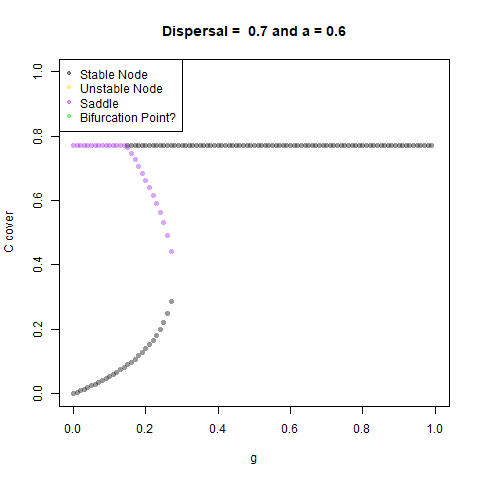 Dispersal =  0.7 and a = 0.6
Stable Node
Unstable Node
Saddle
Bifurcation Point?
C cover
1.0
0.8
0.6
0.4
0.2
0.0
0.0 0.2 0.4 0.6 0.8 1.0
g